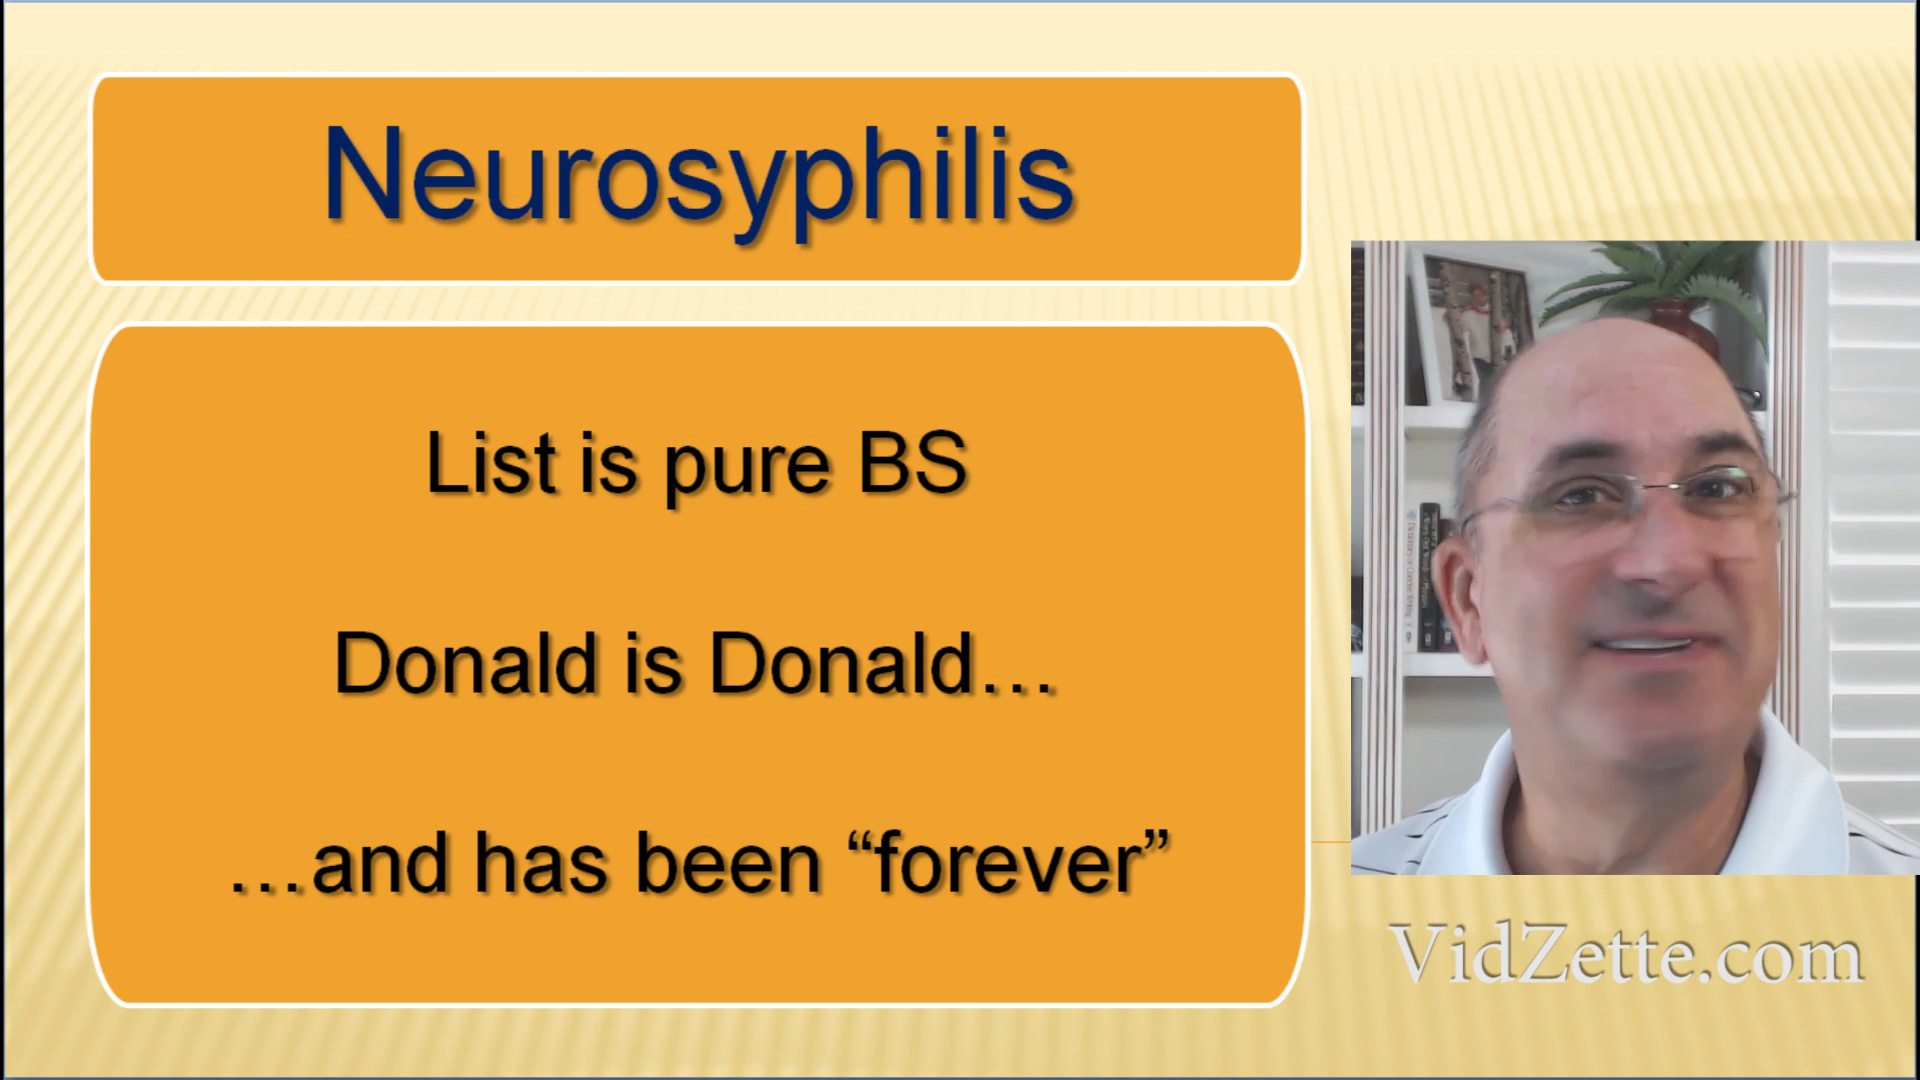 Neurosyphilis
List is pure BS
Donald is Donald…
…and has been “forever”
VidZette.com